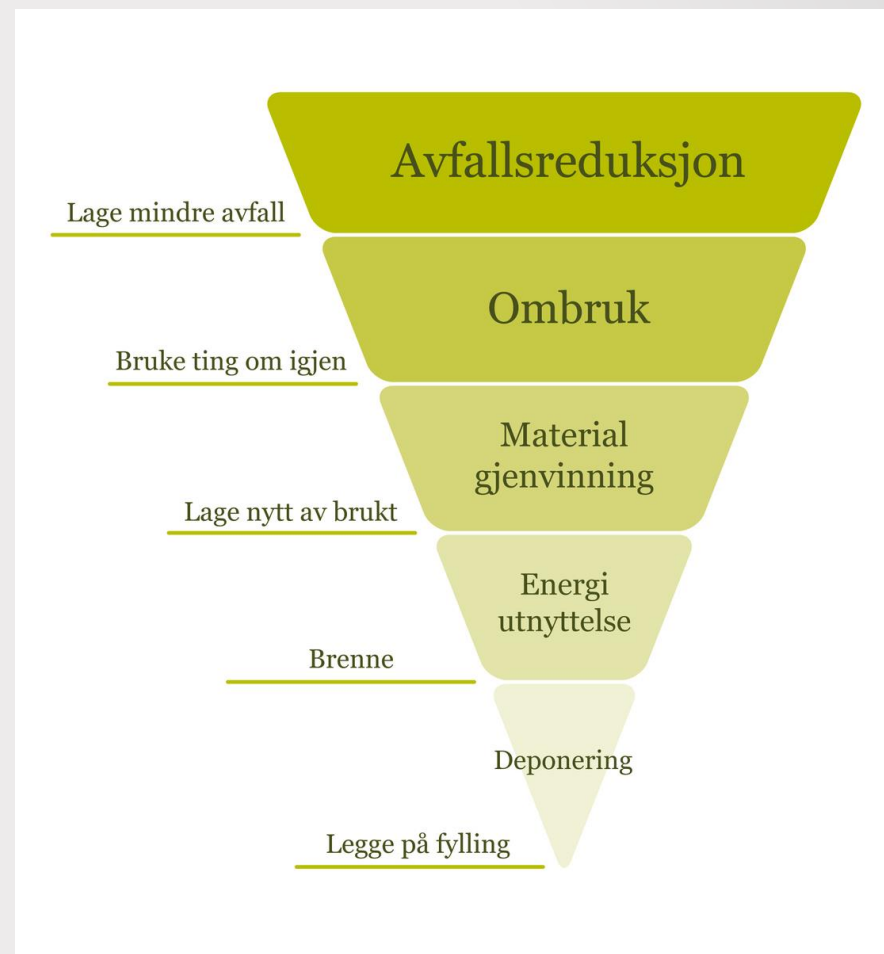 Avfallsreduksjon
Lage mindre avfall
Ombruk
Bruke ting om igjen
Material
gjenvinning
Lage nytt av brukt
Energi
utnyttelse
Brenne
Deponering
Legge på fylling